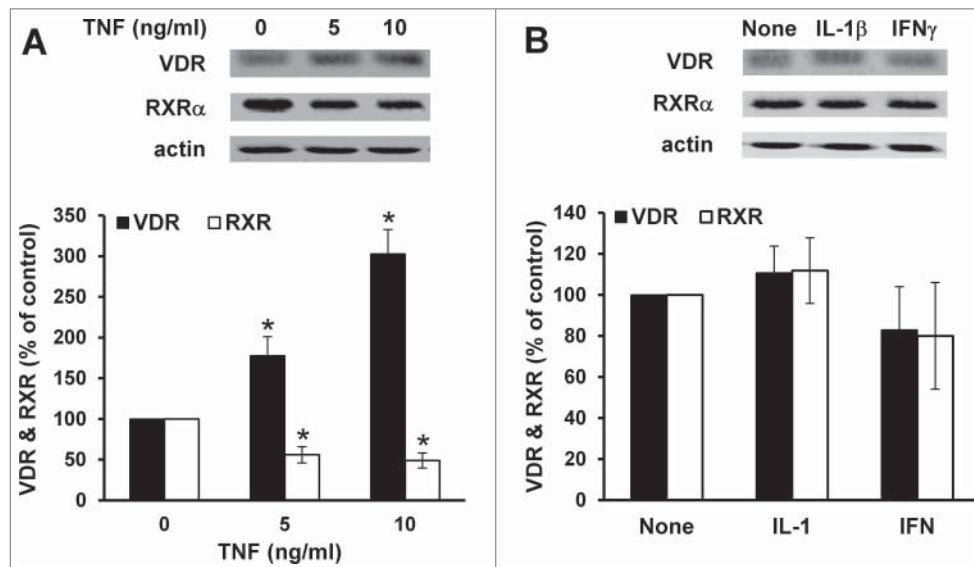 A
TNF (ng/ml) 0 5 10
VDR
RXRα
actin
350
300
250
200
150
100
50
0
VDR & RXR (% of control)
VDR RXR
*
*
*
*
0 5 10
TNF (ng/ml)
B
None IL-1β IFNγ
VDR
RXRα
actin
140
120
100
80
60
40
20
0
VDR & RXR (% of control)
VDR RXR
None IL-1 IFN